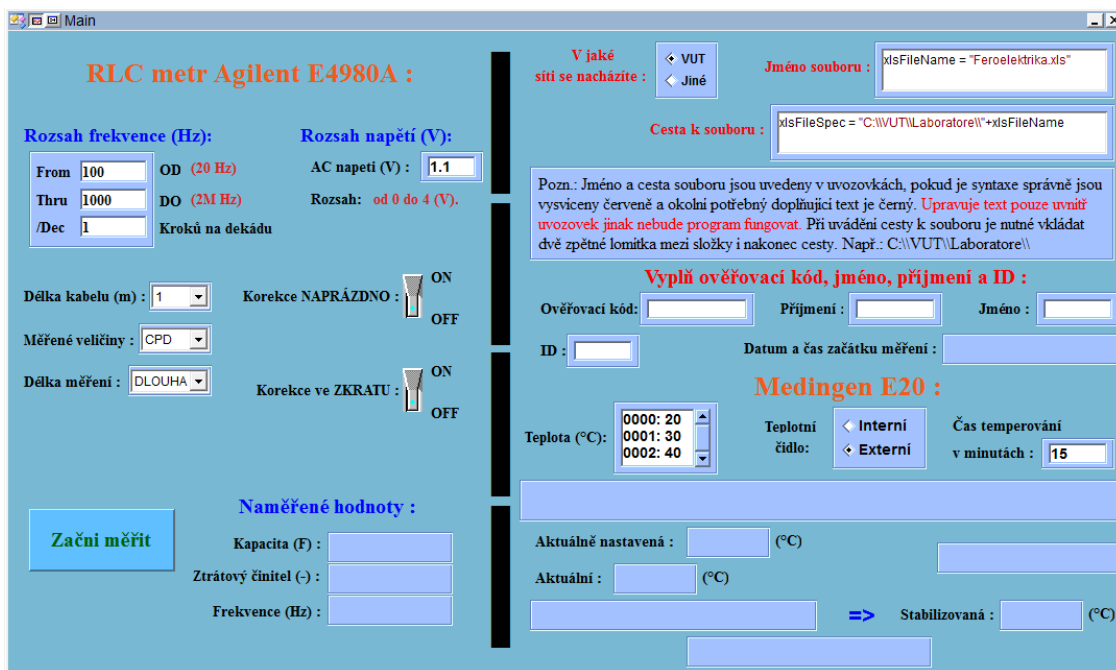 Main
RLC metr Agilent E4980A :
Rozsah frekvence (Hz):
Rozsah napětí (V):
From 100 OD (20 Hz)
AC napeti (V) : 1.1
Thru 1000 DO (2M Hz)
Rozsah: od 0 do 4 (V).
/Dec 1 Kroků na dekádu
Délka kabelu (m) : 1
Korekce NAPRÁZDNO :
ON
OFF
Měřené veličiny : CPD
Délka měření : DLOUHA
Korekce ve ZKRATU :
ON
OFF
Začni měřit
Naměřené hodnoty :
Kapacita (F) :
Ztrátový činitel (-) :
Frekvence (Hz) :
V jaké
síti se nacházíte :
VUT
Jiné
Jméno souboru :
xlsFileName = "Feroelektrika.xls"
Cesta k souboru :
xlsFileSpec = "C:\\VUT\\Laboratore\\"+xlsFileName
Pozn.: Jméno a cesta souboru jsou uvedeny v uvozovkách, pokud je syntaxe správně jsou
vysviceny červeně a okolní potřebný doplňující text je černý. Upravuje text pouze uvnitř
uvozovek jinak nebude program fungovat. Při uvádění cesty k souboru je nutné vkládat
dvě zpětné lomitka mezi složky i nakonec cesty. Např.: C:\\VUT\\Laboratore\\
Vyplň ověřovací kód, jméno, příjmení a ID :
Ověřovací kód:
Příjmení :
Jméno :
ID :
Datum a čas začátku měření :
Medingen E20 :
Teplota (°C):
0000: 20
0001: 30
0002: 40
Teplotní
čidlo:
Interní
Externí
Čas temperování
v minutách : 15
Aktuálně nastavená : (°C)
Aktuální : (°C)
=>
Stabilizovaná : (°C)